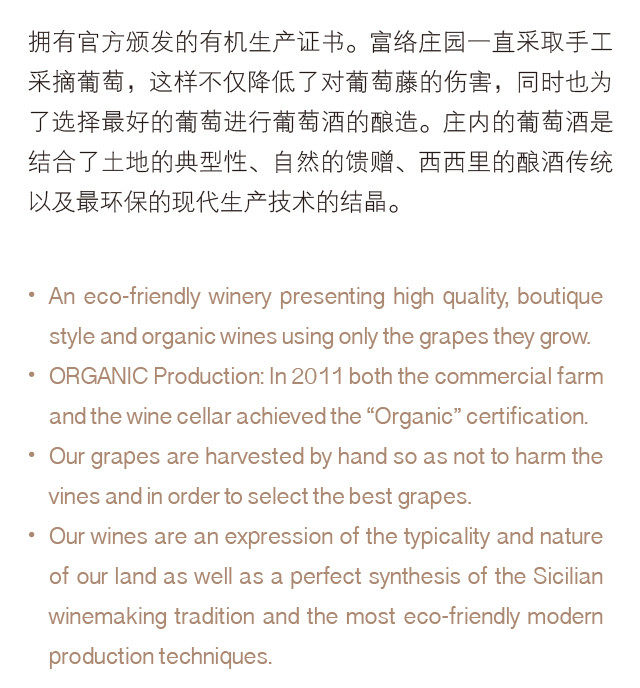 拥有官方颁发的有机生产证书。富络庄园一直采取手工
采摘葡萄，这样不仅降低了对葡萄藤的伤害，同时也为
了选择最好的葡萄进行葡萄酒的酿造。庄内的葡萄酒是
结合了土地的典型性、自然的馈赠、西西里的酿酒传统
以及最环保的现代生产技术的结晶。
• An eco-friendly winery presenting high quality, boutique
style and organic wines using only the grapes they grow.
• ORGANIC Production: In 2011 both the commercial farm
and the wine cellar achieved the “Organic” certification.
• Our grapes are harvested by hand so as not to harm the
vines and in order to select the best grapes.
• Our wines are an expression of the typicality and nature
of our land as well as a perfect synthesis of the Sicilian
winemaking tradition and the most eco-friendly modern
production techniques.